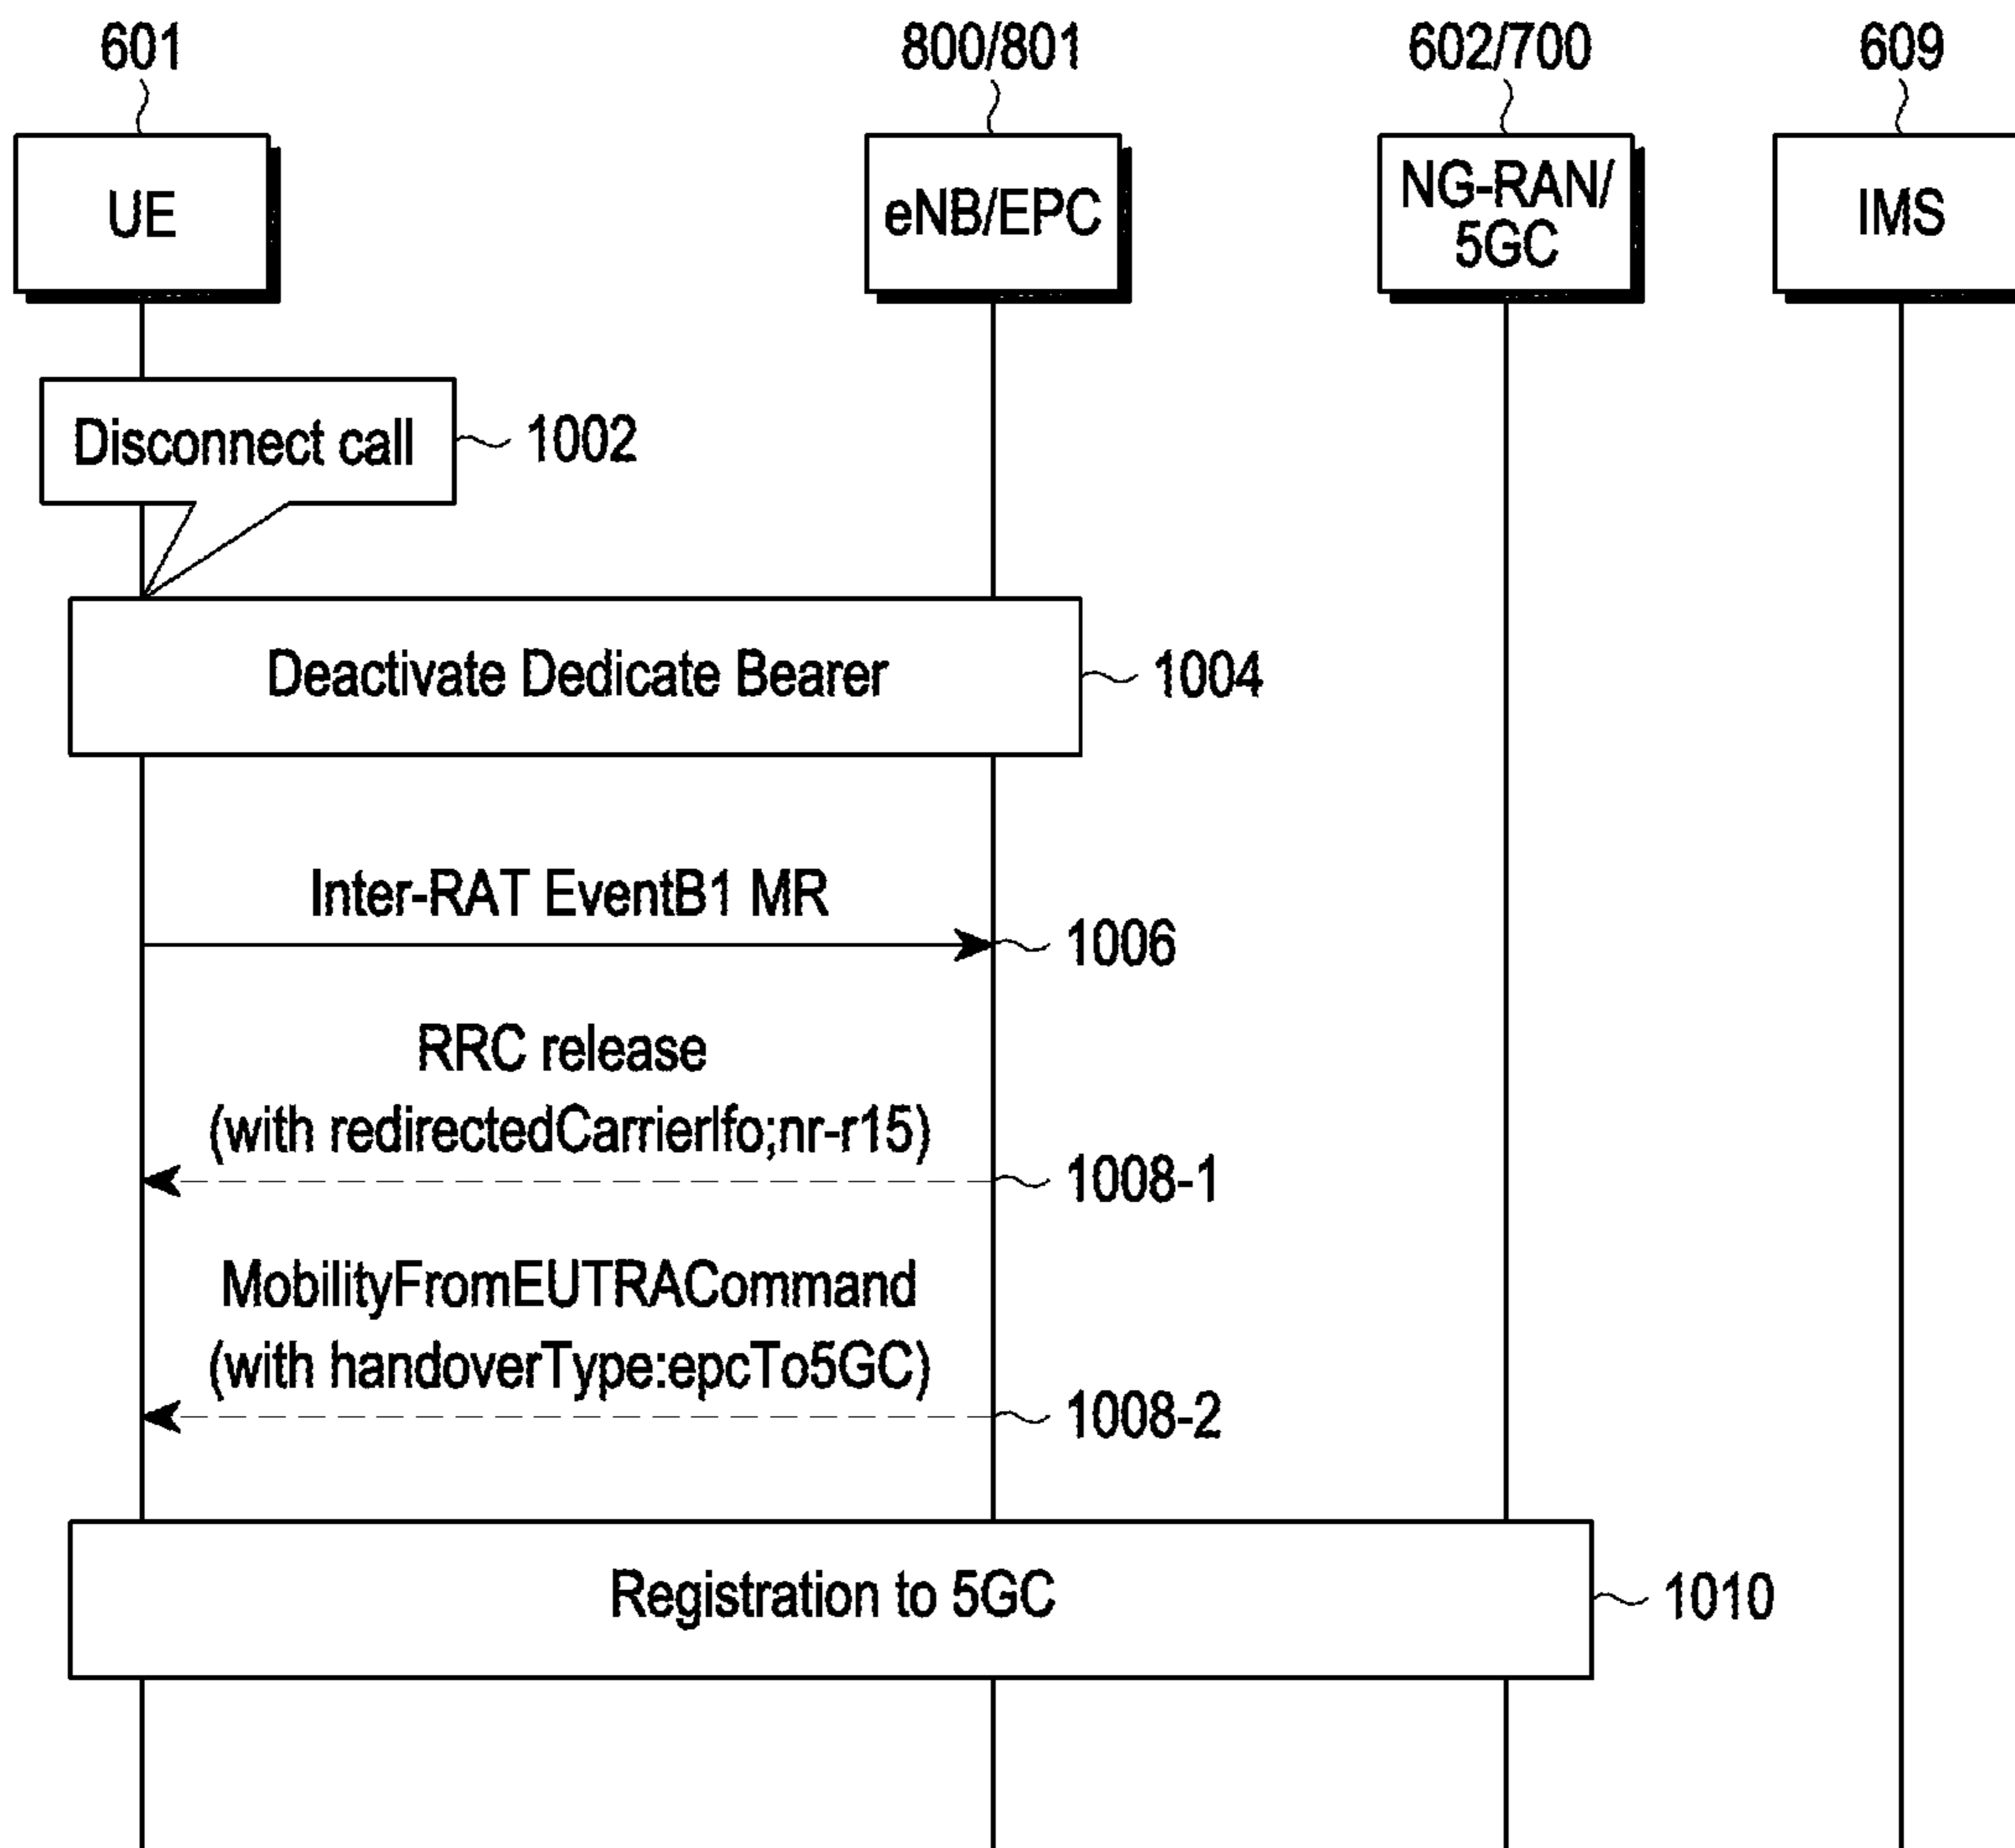 601
800/801
602/700
609
UE
eNB/EPC
NG-RAN/
5GC
IMS
Disconnect call
1002
Deactivate Dedicate Bearer
1004
Inter-RAT EventB1 MR
1006
RRC release
(with redirectedCarrierIfo;nr-r15)
1008-1
MobilityFromEUTRACommand
(with handoverType:epcTo5GC)
1008-2
Registration to 5GC
1010